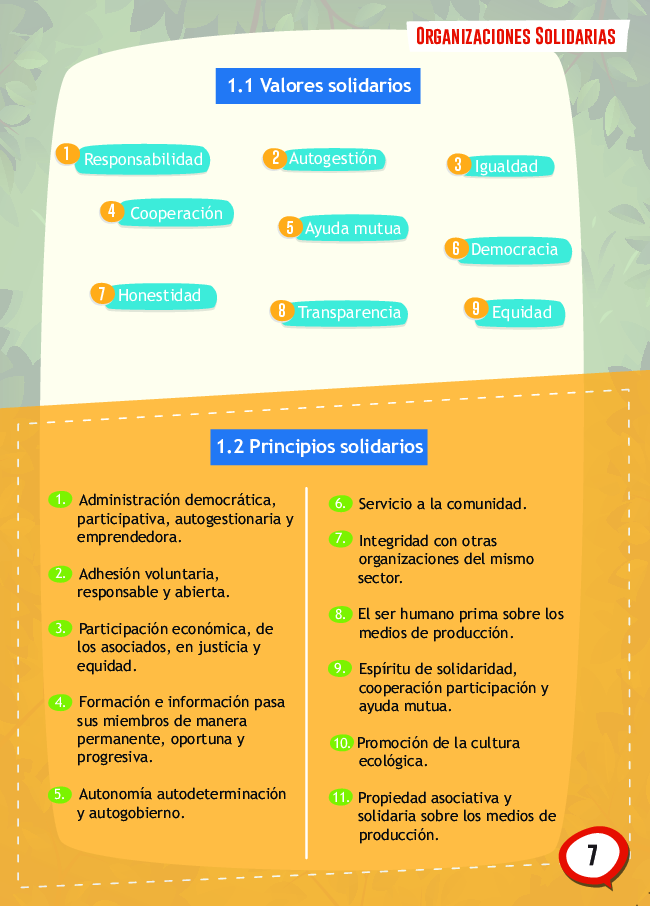 ORGANIZACIONES SOLIDARIAS
1.1 Valores solidarios
1 Responsabilidad
2 Autogestión
3 Igualdad
4 Cooperación
5 Ayuda mutua
6 Democracia
7 Honestidad
8 Transparencia
9 Equidad
1.2 Principios solidarios
1. Administración democrática,
participativa, autogestionaria y
emprendedora.
2. Adhesión voluntaria,
responsable y abierta.
3. Participación económica, de
los asociados, en justicia y
equidad.
4. Formación e información pasa
sus miembros de manera
permanente, oportuna y
progresiva.
5. Autonomía autodeterminación
y autogobierno.
6. Servicio a la comunidad.
7. Integridad con otras
organizaciones del mismo
sector.
8. El ser humano prima sobre los
medios de producción.
9. Espíritu de solidaridad,
cooperación participación y
ayuda mutua.
10. Promoción de la cultura
ecológica.
11. Propiedad asociativa y
solidaria sobre los medios de
producción.
7